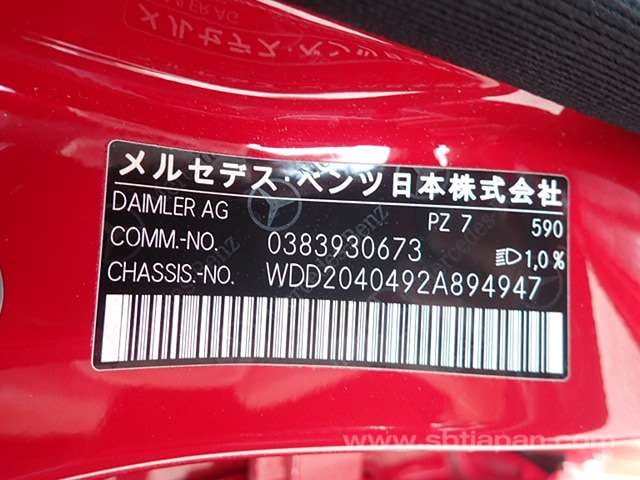 メルセデス・ベンツ日本株式会社
DAIMLER AG PZ 7 590
COMM.-NO. 0383930673 1,0%
CHASSIS.-NO. WDD2040492A894947
www.sbtjapan.com